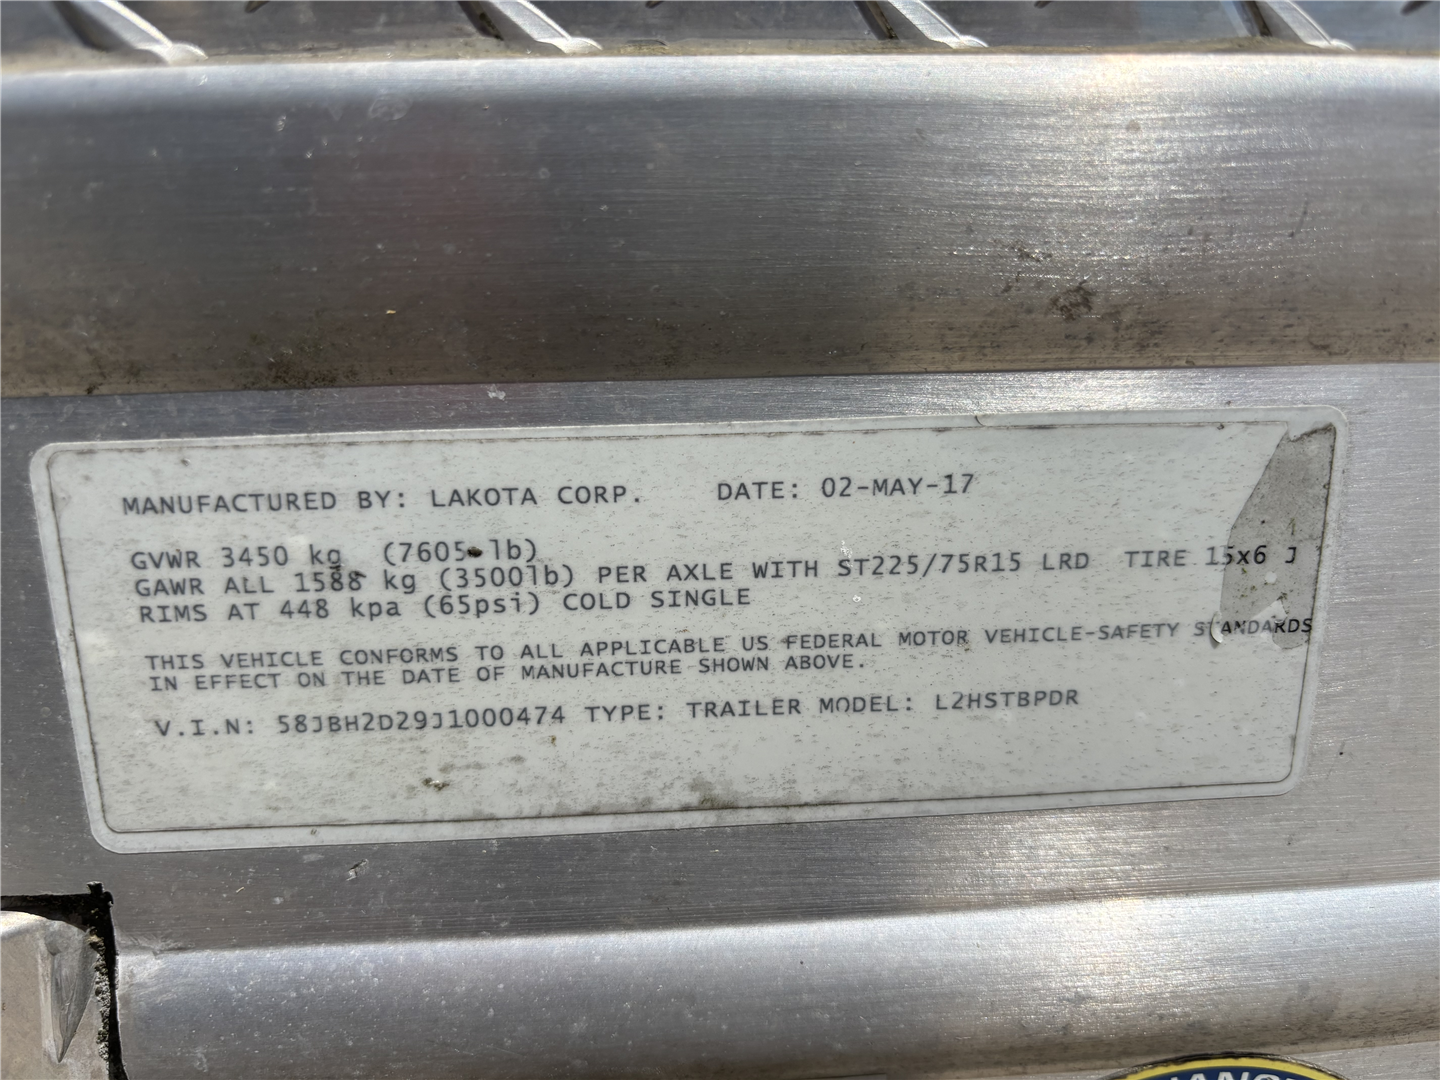 MANUFACTURED BY: LAKOTA CORP. DATE: 02-MAY-17
GVWR 3450 kg (7605 lb)
GAWR ALL 1588 kg (3500lb) PER AXLE WITH ST225/75R15 LRD TIRE 15x6 J
RIMS AT 448 kpa (65psi) COLD SINGLE
THIS VEHICLE CONFORMS TO ALL APPLICABLE US FEDERAL MOTOR VEHICLE-SAFETY STANDARDS
IN EFFECT ON THE DATE OF MANUFACTURE SHOWN ABOVE.
V.I.N: 58JBH2D29J1000474 TYPE: TRAILER MODEL: L2HSTBPDR